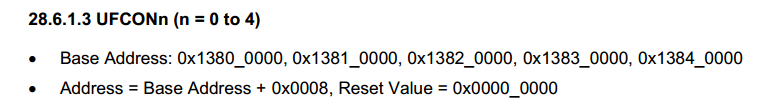 28.6.1.3 UFCONn (n = 0 to 4)
• Base Address: 0x1380_0000, 0x1381_0000, 0x1382_0000, 0x1383_0000, 0x1384_0000
• Address = Base Address + 0x0008, Reset Value = 0x0000_0000